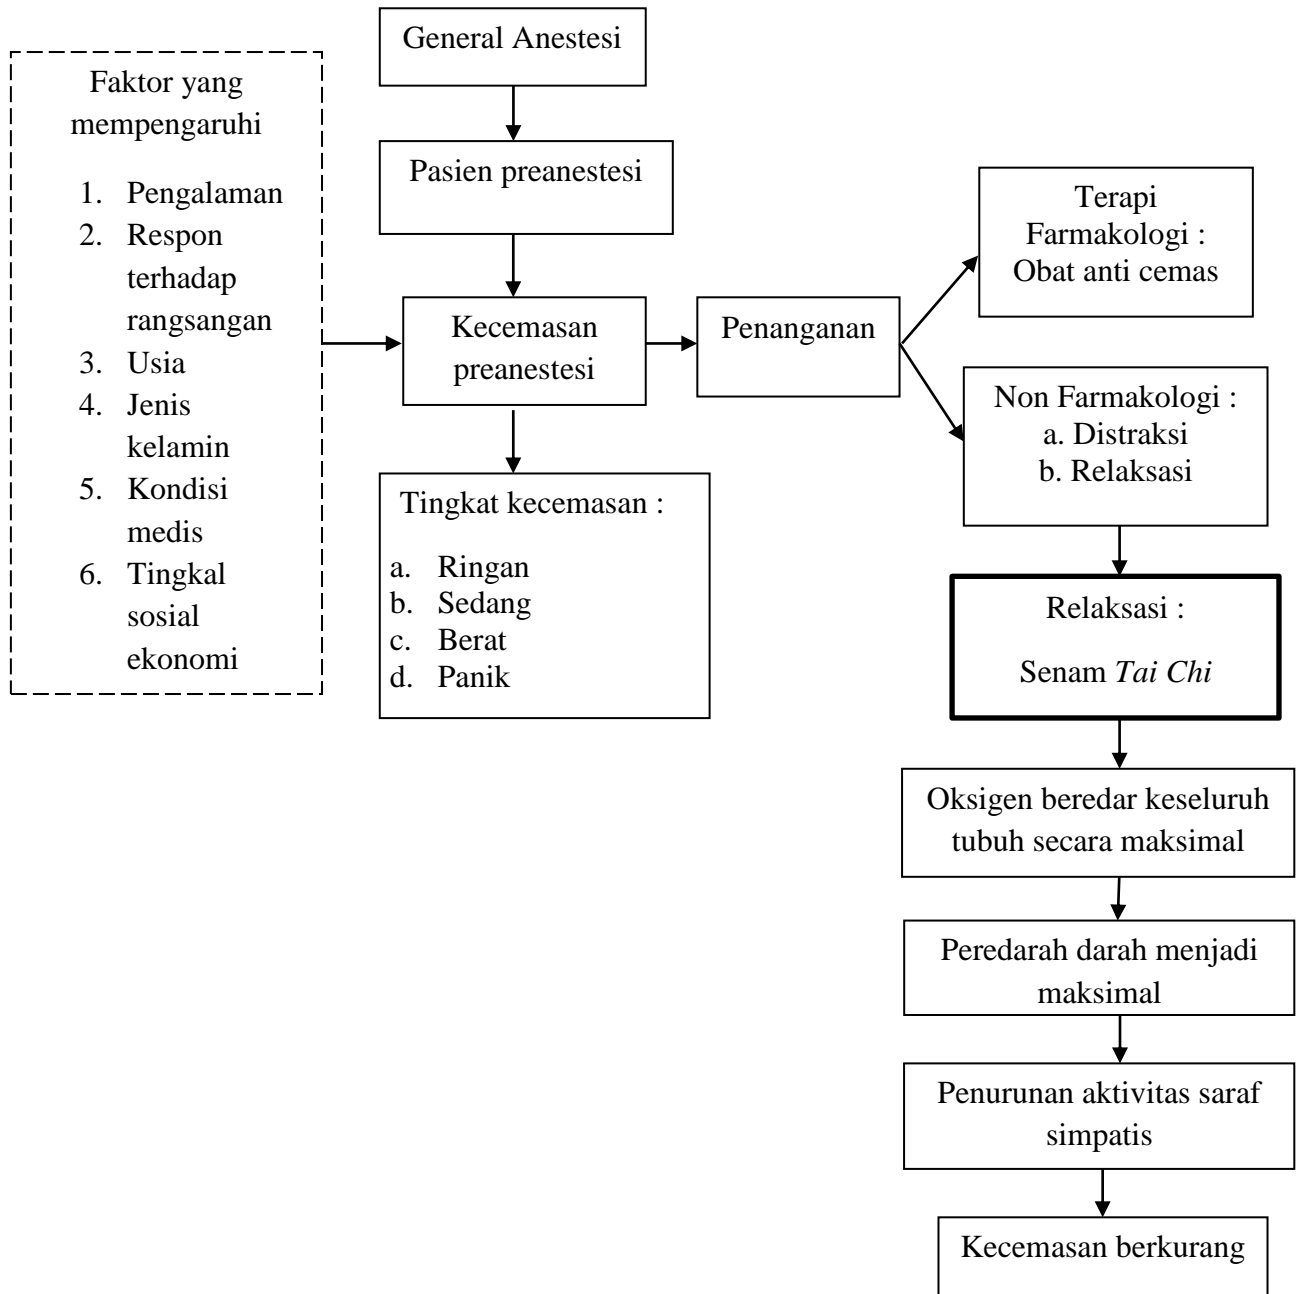 General Anestesi
Faktor yang
mempengaruhi
1. Pengalaman
2. Respon
terhadap
rangsangan
3. Usia
4. Jenis
kelamin
5. Kondisi
medis
6. Tingkal
sosial
ekonomi
Pasien preanestesi
Kecemasan
preanestesi
Tingkat kecemasan :
a. Ringan
b. Sedang
c. Berat
d. Panik
Penanganan
Terapi
Farmakologi :
Obat anti cemas
Non Farmakologi :
a. Distraksi
b. Relaksasi
Relaksasi :
Senam Tai Chi
Oksigen beredar keseluruh
tubuh secara maksimal
Peredarah darah menjadi
maksimal
Penurunan aktivitas saraf
simpatis
Kecemasan berkurang